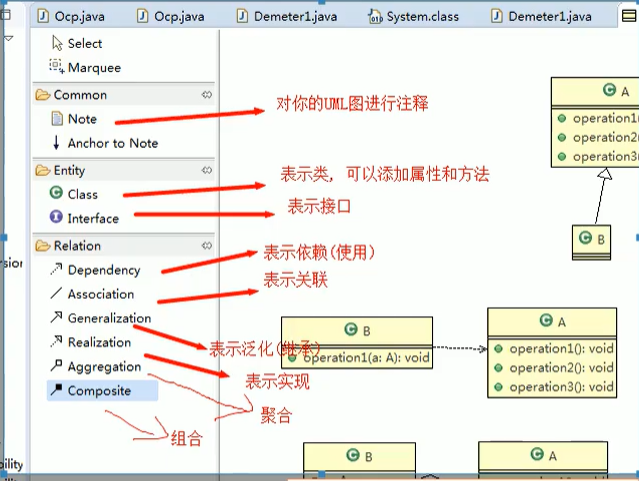 Ocp.java
Ocp.java
Demeter1.java
System.class
Demeter1.java
Select
Marquee
Common
Note
Anchor to Note
对你的UML图进行注释
Entity
Class
Interface
表示类, 可以添加属性和方法
表示接口
Relation
Dependency
Association
Generalization
Realization
Aggregation
Composite
表示依赖(使用)
表示关联
表示泛化(继承)
表示实现
聚合
组合
A
operation1(
operation2(
operation3(
B
B
operation1(a: A): void
A
operation1(): void
operation2(): void
operation3(): void
B
A